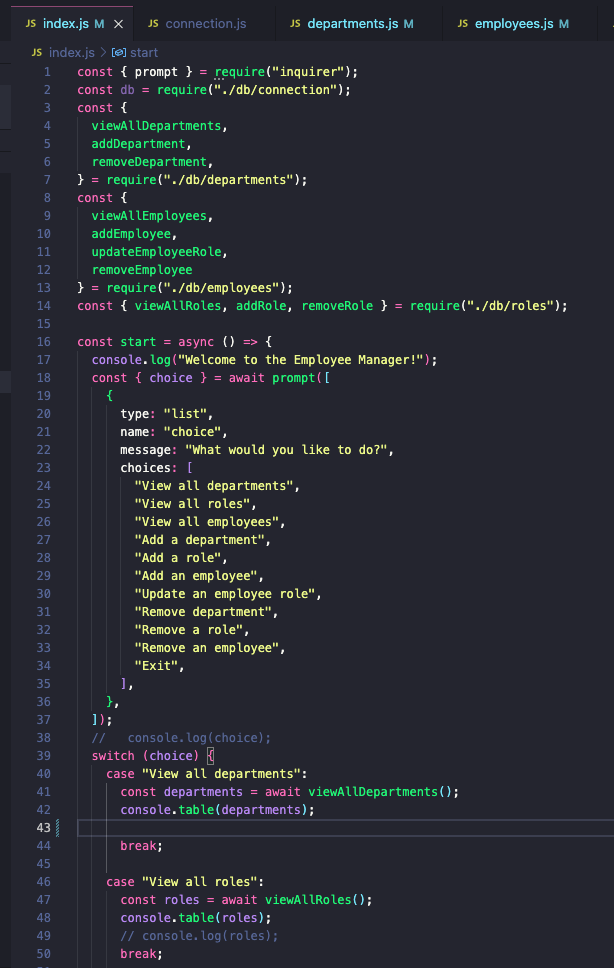 JS index.js M × JS connection.js JS departments.js M JS employees.js M
JS index.js > start
1 const { prompt } = require("inquirer");
2 const db = require("./db/connection");
3 const {
4 viewAllDepartments,
5 addDepartment,
6 removeDepartment,
7 } = require("./db/departments");
8 const {
9 viewAllEmployees,
10 addEmployee,
11 updateEmployeeRole,
12 removeEmployee
13 } = require("./db/employees");
14 const { viewAllRoles, addRole, removeRole } = require("./db/roles");
15
16 const start = async () => {
17 console.log("Welcome to the Employee Manager!");
18 const { choice } = await prompt([
19 {
20 type: "list",
21 name: "choice",
22 message: "What would you like to do?",
23 choices: [
24 "View all departments",
25 "View all roles",
26 "View all employees",
27 "Add a department",
28 "Add a role",
29 "Add an employee",
30 "Update an employee role",
31 "Remove department",
32 "Remove a role",
33 "Remove an employee",
34 "Exit",
35 ],
36 },
37 ]);
38 // console.log(choice);
39 switch (choice) {
40 case "View all departments":
41 const departments = await viewAllDepartments();
42 console.table(departments);
43
44 break;
45
46 case "View all roles":
47 const roles = await viewAllRoles();
48 console.table(roles);
49 // console.log(roles);
50 break;